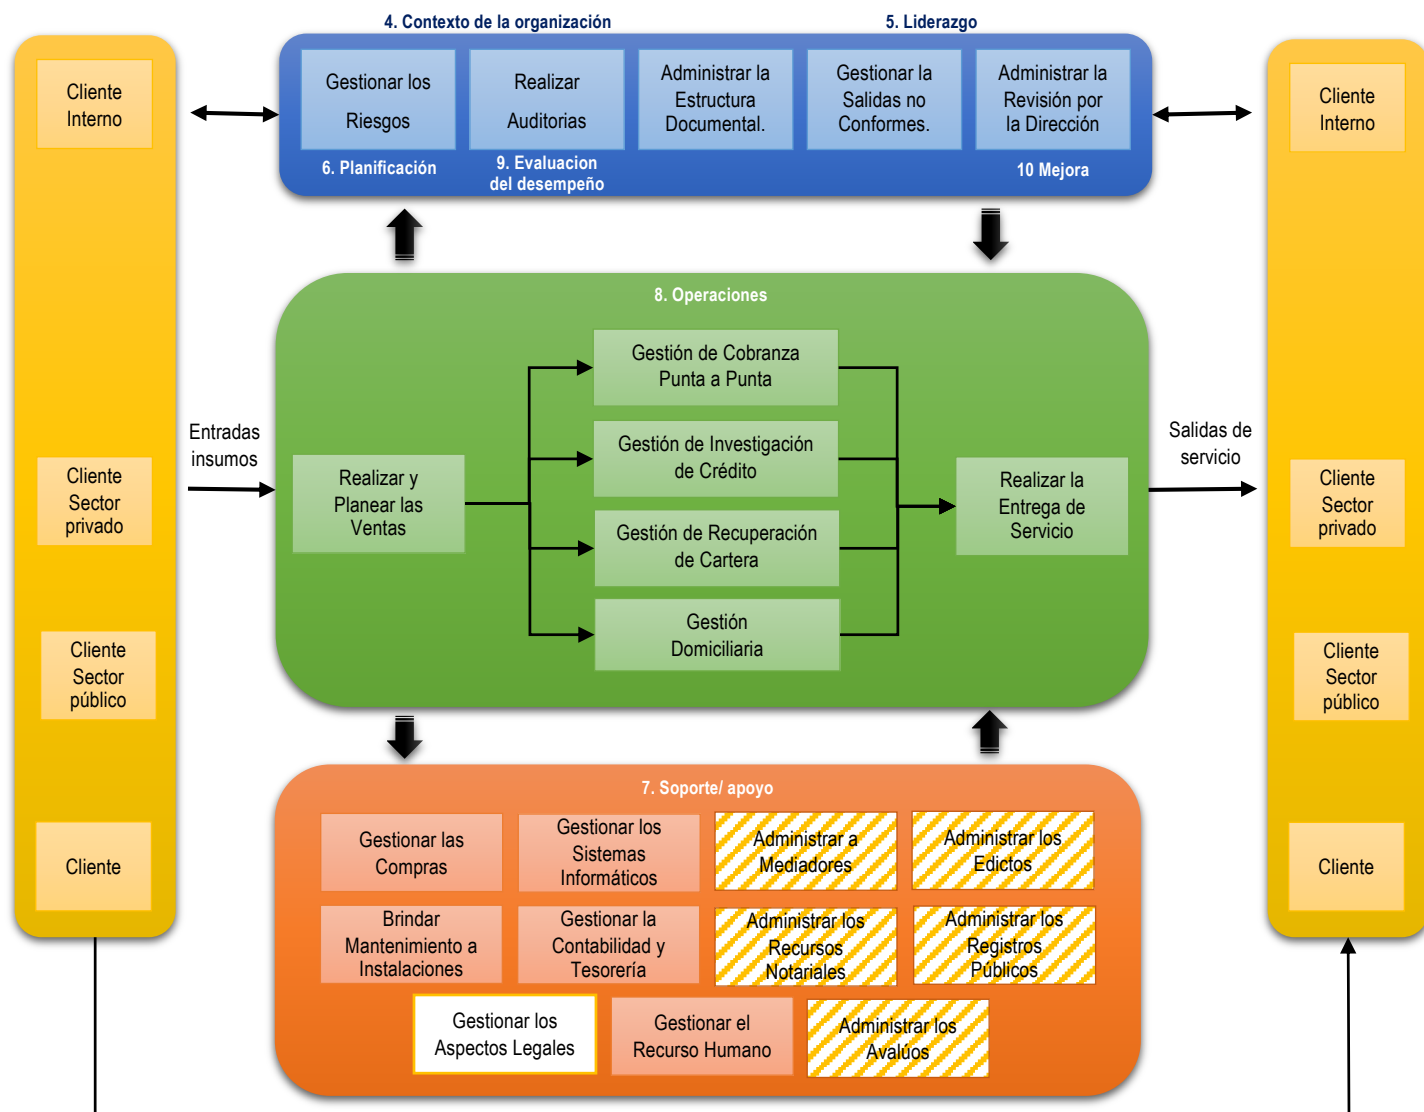 4. Contexto de la organización
5. Liderazgo
Cliente
Interno
Gestionar los
Riesgos
Realizar
Auditorias
Administrar la
Estructura
Documental.
Gestionar la
Salidas no
Conformes.
Administrar la
Revisión por
la Dirección
Cliente
Interno
6. Planificación
9. Evaluacion
del desempeño
10 Mejora
8. Operaciones
Entradas
insumos
Realizar y
Planear las
Ventas
Gestión de Cobranza
Punta a Punta
Gestión de Investigación
de Crédito
Gestión de Recuperación
de Cartera
Gestión
Domiciliaria
Realizar la
Entrega de
Servicio
Salidas de
servicio
Cliente
Sector
privado
Cliente
Sector
público
Cliente
Cliente
Sector
privado
Cliente
Sector
público
Cliente
7. Soporte/ apoyo
Gestionar las
Compras
Gestionar los
Sistemas
Informáticos
Administrar a
Mediadores
Administrar los
Edictos
Brindar
Mantenimiento a
Instalaciones
Gestionar la
Contabilidad y
Tesorería
Administrar los
Recursos
Notariales
Administrar los
Registros
Públicos
Gestionar los
Aspectos Legales
Gestionar el
Recurso Humano
Administrar los
Avalúos